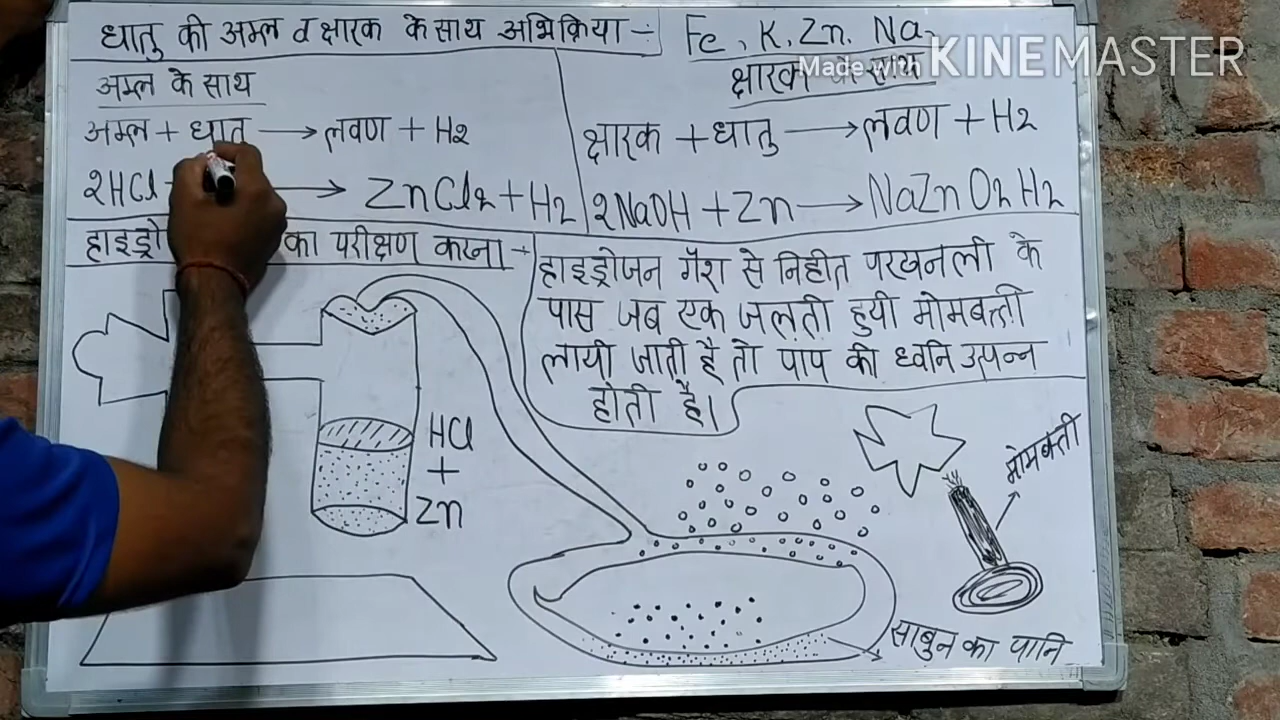 धातु की अम्ल व क्षारक के साथ अभिक्रिया -:
Fe, K, Zn. Na,
Made with KINEMASTER
अम्ल के साथ
क्षारक के साथ
अम्ल + धातु → लवण + H2
क्षारक + धातु → लवण + H2
2HCl → ZnCl2 + H2
2NaOH + Zn → NaZnO2 H2
हाइड्रो का परीक्षण करना -
हाइड्रोजन गैस से निहीत परखनली के
पास जब एक जलती हुयी मोमबत्ती
लायी जाती है तो पाप की ध्वनि उत्पन्न
होती है।
HCl
+
Zn
मोमबत्ती
साबुन का पानि